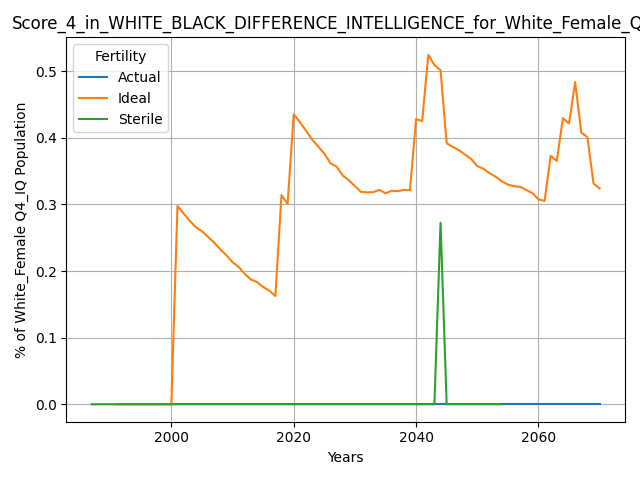 Score_4_in_WHITE_BLACK_DIFFERENCE_INTELLIGENCE_for_White_Female_Q
Fertility
Actual
Ideal
Sterile
% of White_Female Q4_IQ Population
0.5
0.4
0.3
0.2
0.1
0.0
2000 2020 2040 2060
Years